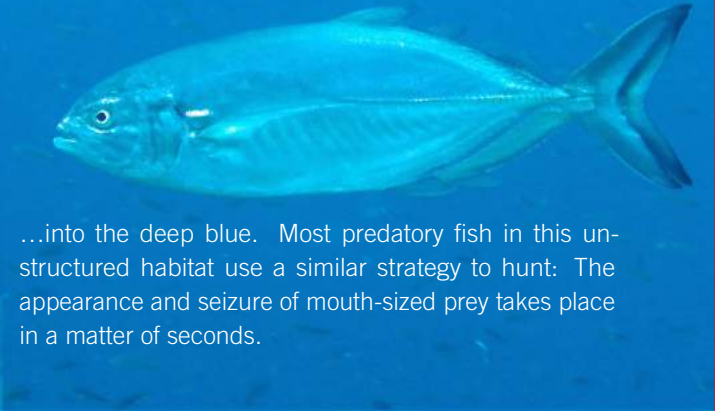 …into the deep blue. Most predatory fish in this un-
structured habitat use a similar strategy to hunt: The
appearance and seizure of mouth-sized prey takes place
in a matter of seconds.